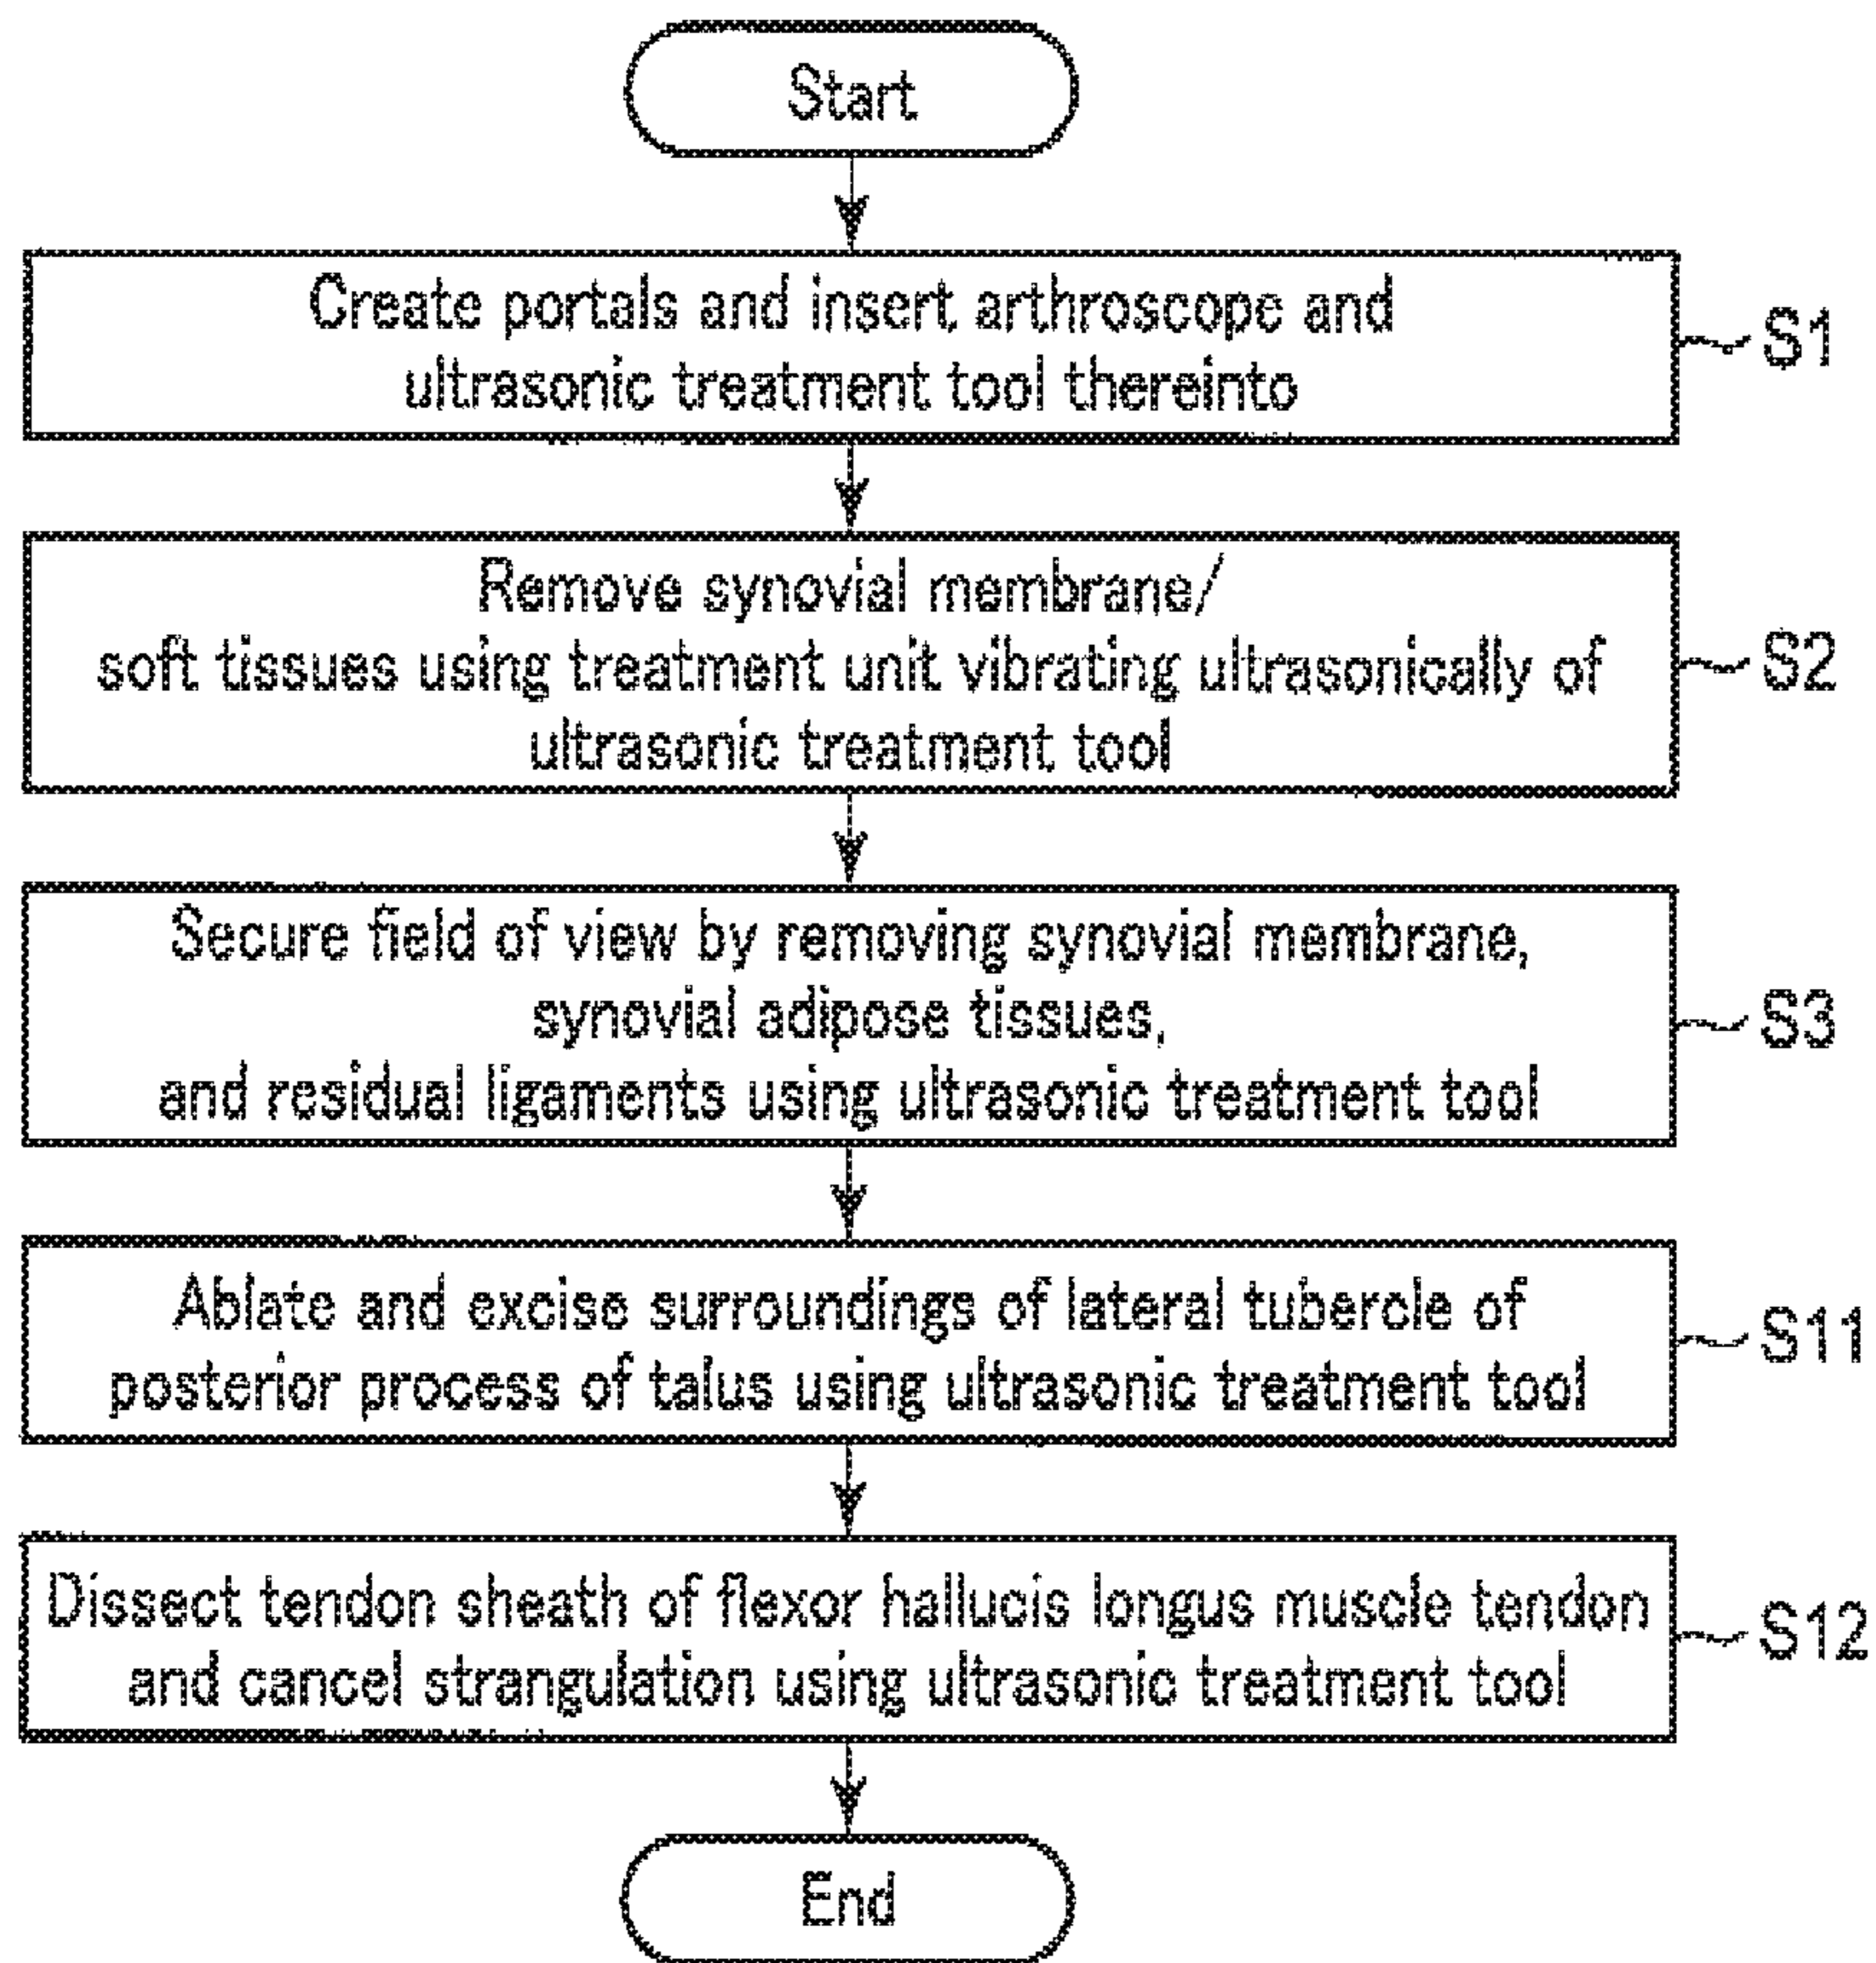 Start
Create portals and insert arthroscope and
ultrasonic treatment tool thereinto
S1
Remove synovial membrane/
soft tissues using treatment unit vibrating ultrasonically of
ultrasonic treatment tool
S2
Secure field of view by removing synovial membrane,
synovial adipose tissues,
and residual ligaments using ultrasonic treatment tool
S3
Ablate and excise surroundings of lateral tubercle of
posterior process of talus using ultrasonic treatment tool
S11
Dissect tendon sheath of flexor hallucis longus muscle tendon
and cancel strangulation using ultrasonic treatment tool
S12
End